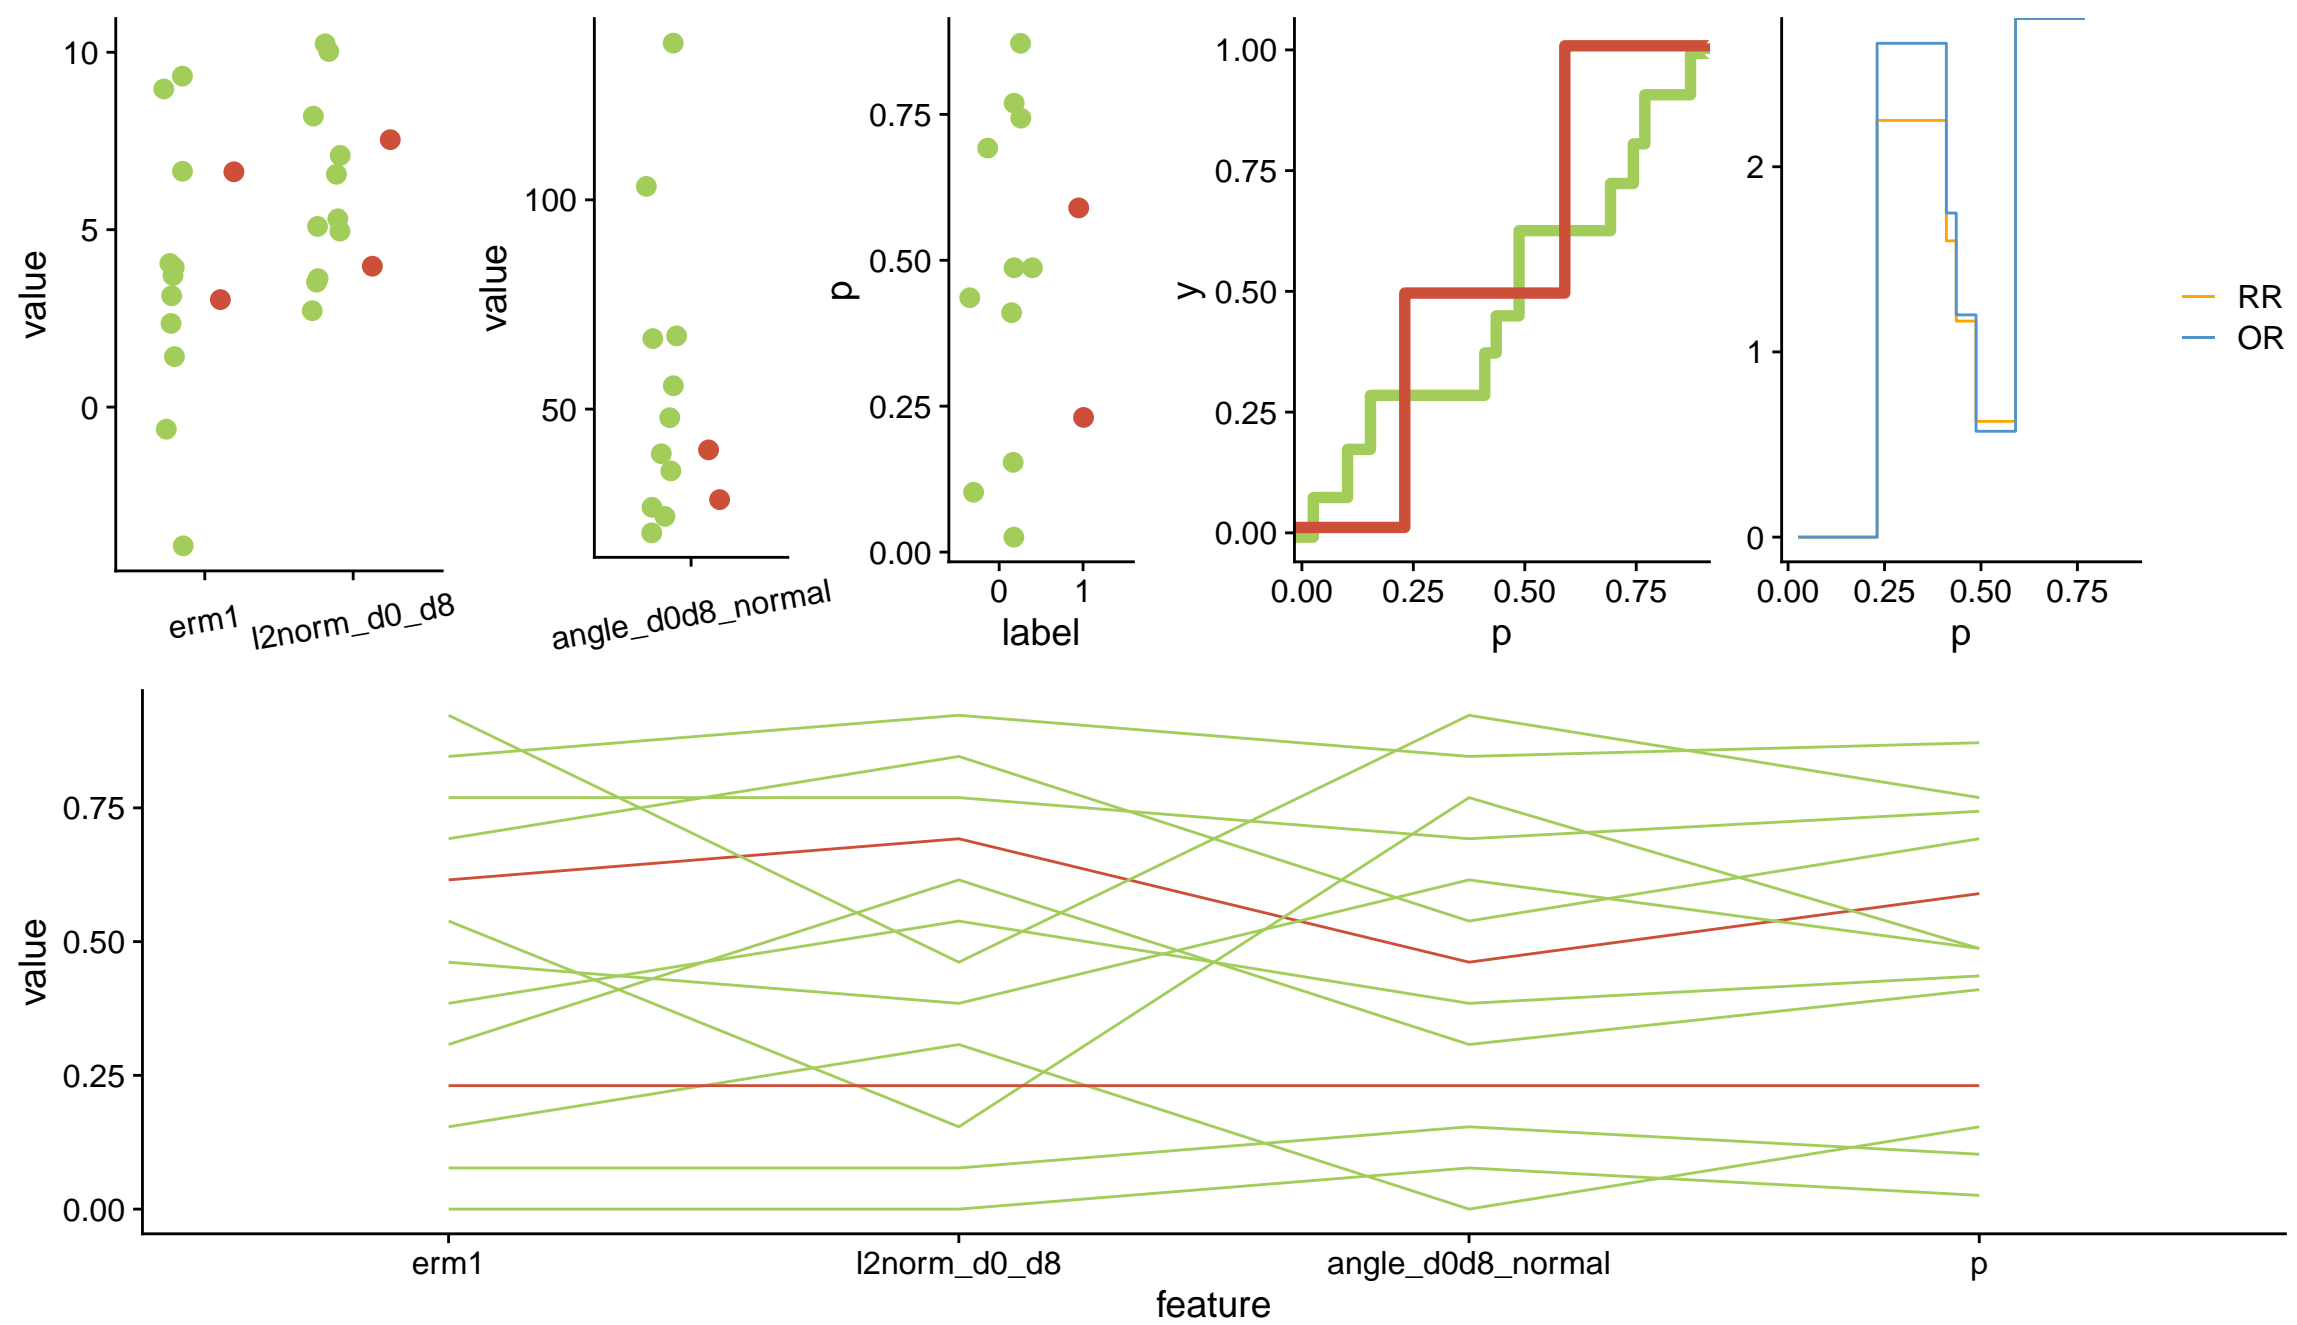 value
10
5
0
erm1
l2norm_d0_d8
value
100
50
angle_d0d8_normal
p
0.75
0.50
0.25
0.00
0
1
label
y
1.00
0.75
0.50
0.25
0.00
0.00 0.25 0.50 0.75
p
2
1
0
0.00 0.25 0.50 0.75
p
RR
OR
value
0.75
0.50
0.25
0.00
erm1 l2norm_d0_d8 angle_d0d8_normal p
feature